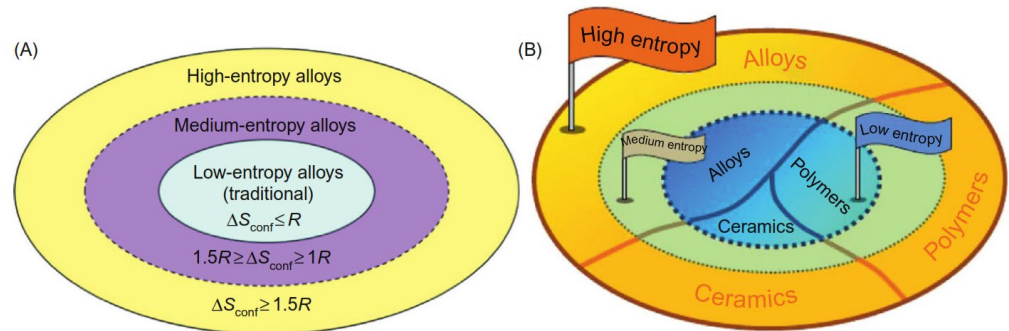 (A)
High-entropy alloys
Medium-entropy alloys
Low-entropy alloys
(traditional)
ΔSconf≤R
1.5R≥ΔSconf≥1R
ΔSconf≥1.5R
(B)
High entropy
Alloys
Medium entropy
Low entropy
Alloys
Polymers
Ceramics
Polymers
Ceramics